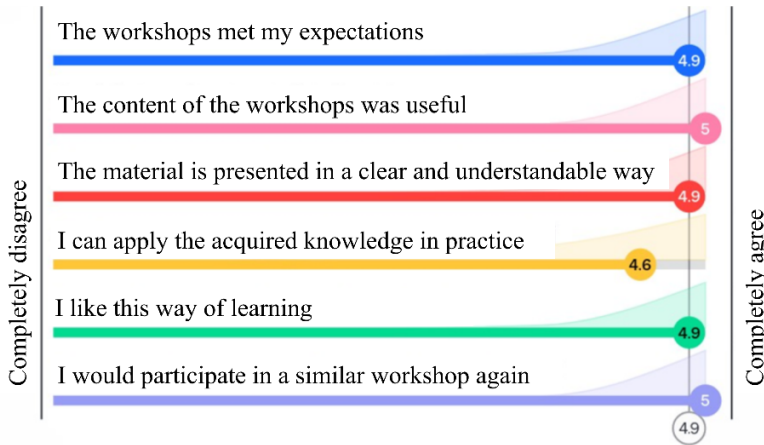 Completely disagree
The workshops met my expectations
4.9
The content of the workshops was useful
5
The material is presented in a clear and understandable way
4.9
I can apply the acquired knowledge in practice
4.6
I like this way of learning
4.9
I would participate in a similar workshop again
5
4.9
Completely agree